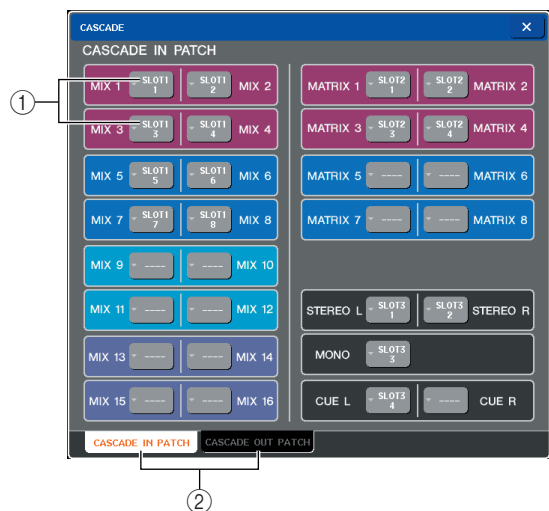 CASCADE
CASCADE IN PATCH
MIX 1 SLOT1 1 SLOT1 2 MIX 2
MIX 3 SLOT1 3 SLOT1 4 MIX 4
MIX 5 SLOT1 5 SLOT1 6 MIX 6
MIX 7 SLOT1 7 SLOT1 8 MIX 8
MIX 9 ---- ---- MIX 10
MIX 11 ---- ---- MIX 12
MIX 13 ---- ---- MIX 14
MIX 15 ---- ---- MIX 16
MATRIX 1 SLOT2 1 SLOT2 2 MATRIX 2
MATRIX 3 SLOT2 3 SLOT2 4 MATRIX 4
MATRIX 5 ---- ---- MATRIX 6
MATRIX 7 ---- ---- MATRIX 8
STEREO L SLOT3 1 SLOT3 2 STEREO R
MONO SLOT3 3
CUE L SLOT3 4 ---- CUE R
CASCADE IN PATCH CASCADE OUT PATCH
1
2